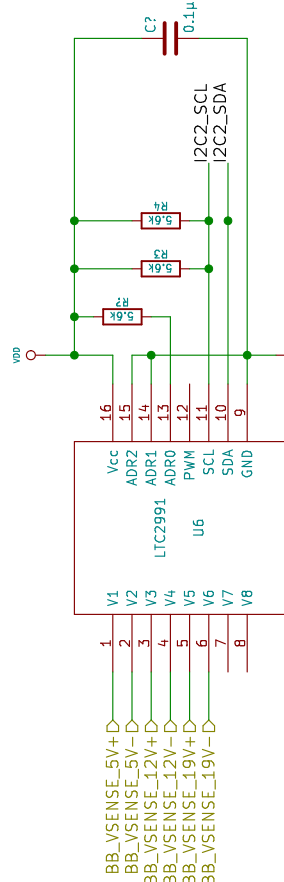 C?
0.1µ
I2C2_SCL
I2C2_SDA
R4
5.6k
R3
5.6k
R?
5.6k
VDD
16
15
14
13
12
11
10
9
Vcc
ADR2
ADR1
ADR0
PWM
SCL
SDA
GND
LTC2991
U6
V1
V2
V3
V4
V5
V6
V7
V8
1
2
3
4
5
6
7
8
BB_VSENSE_5V+
BB_VSENSE_5V-
BB_VSENSE_12V+
BB_VSENSE_12V-
BB_VSENSE_19V+
BB_VSENSE_19V-